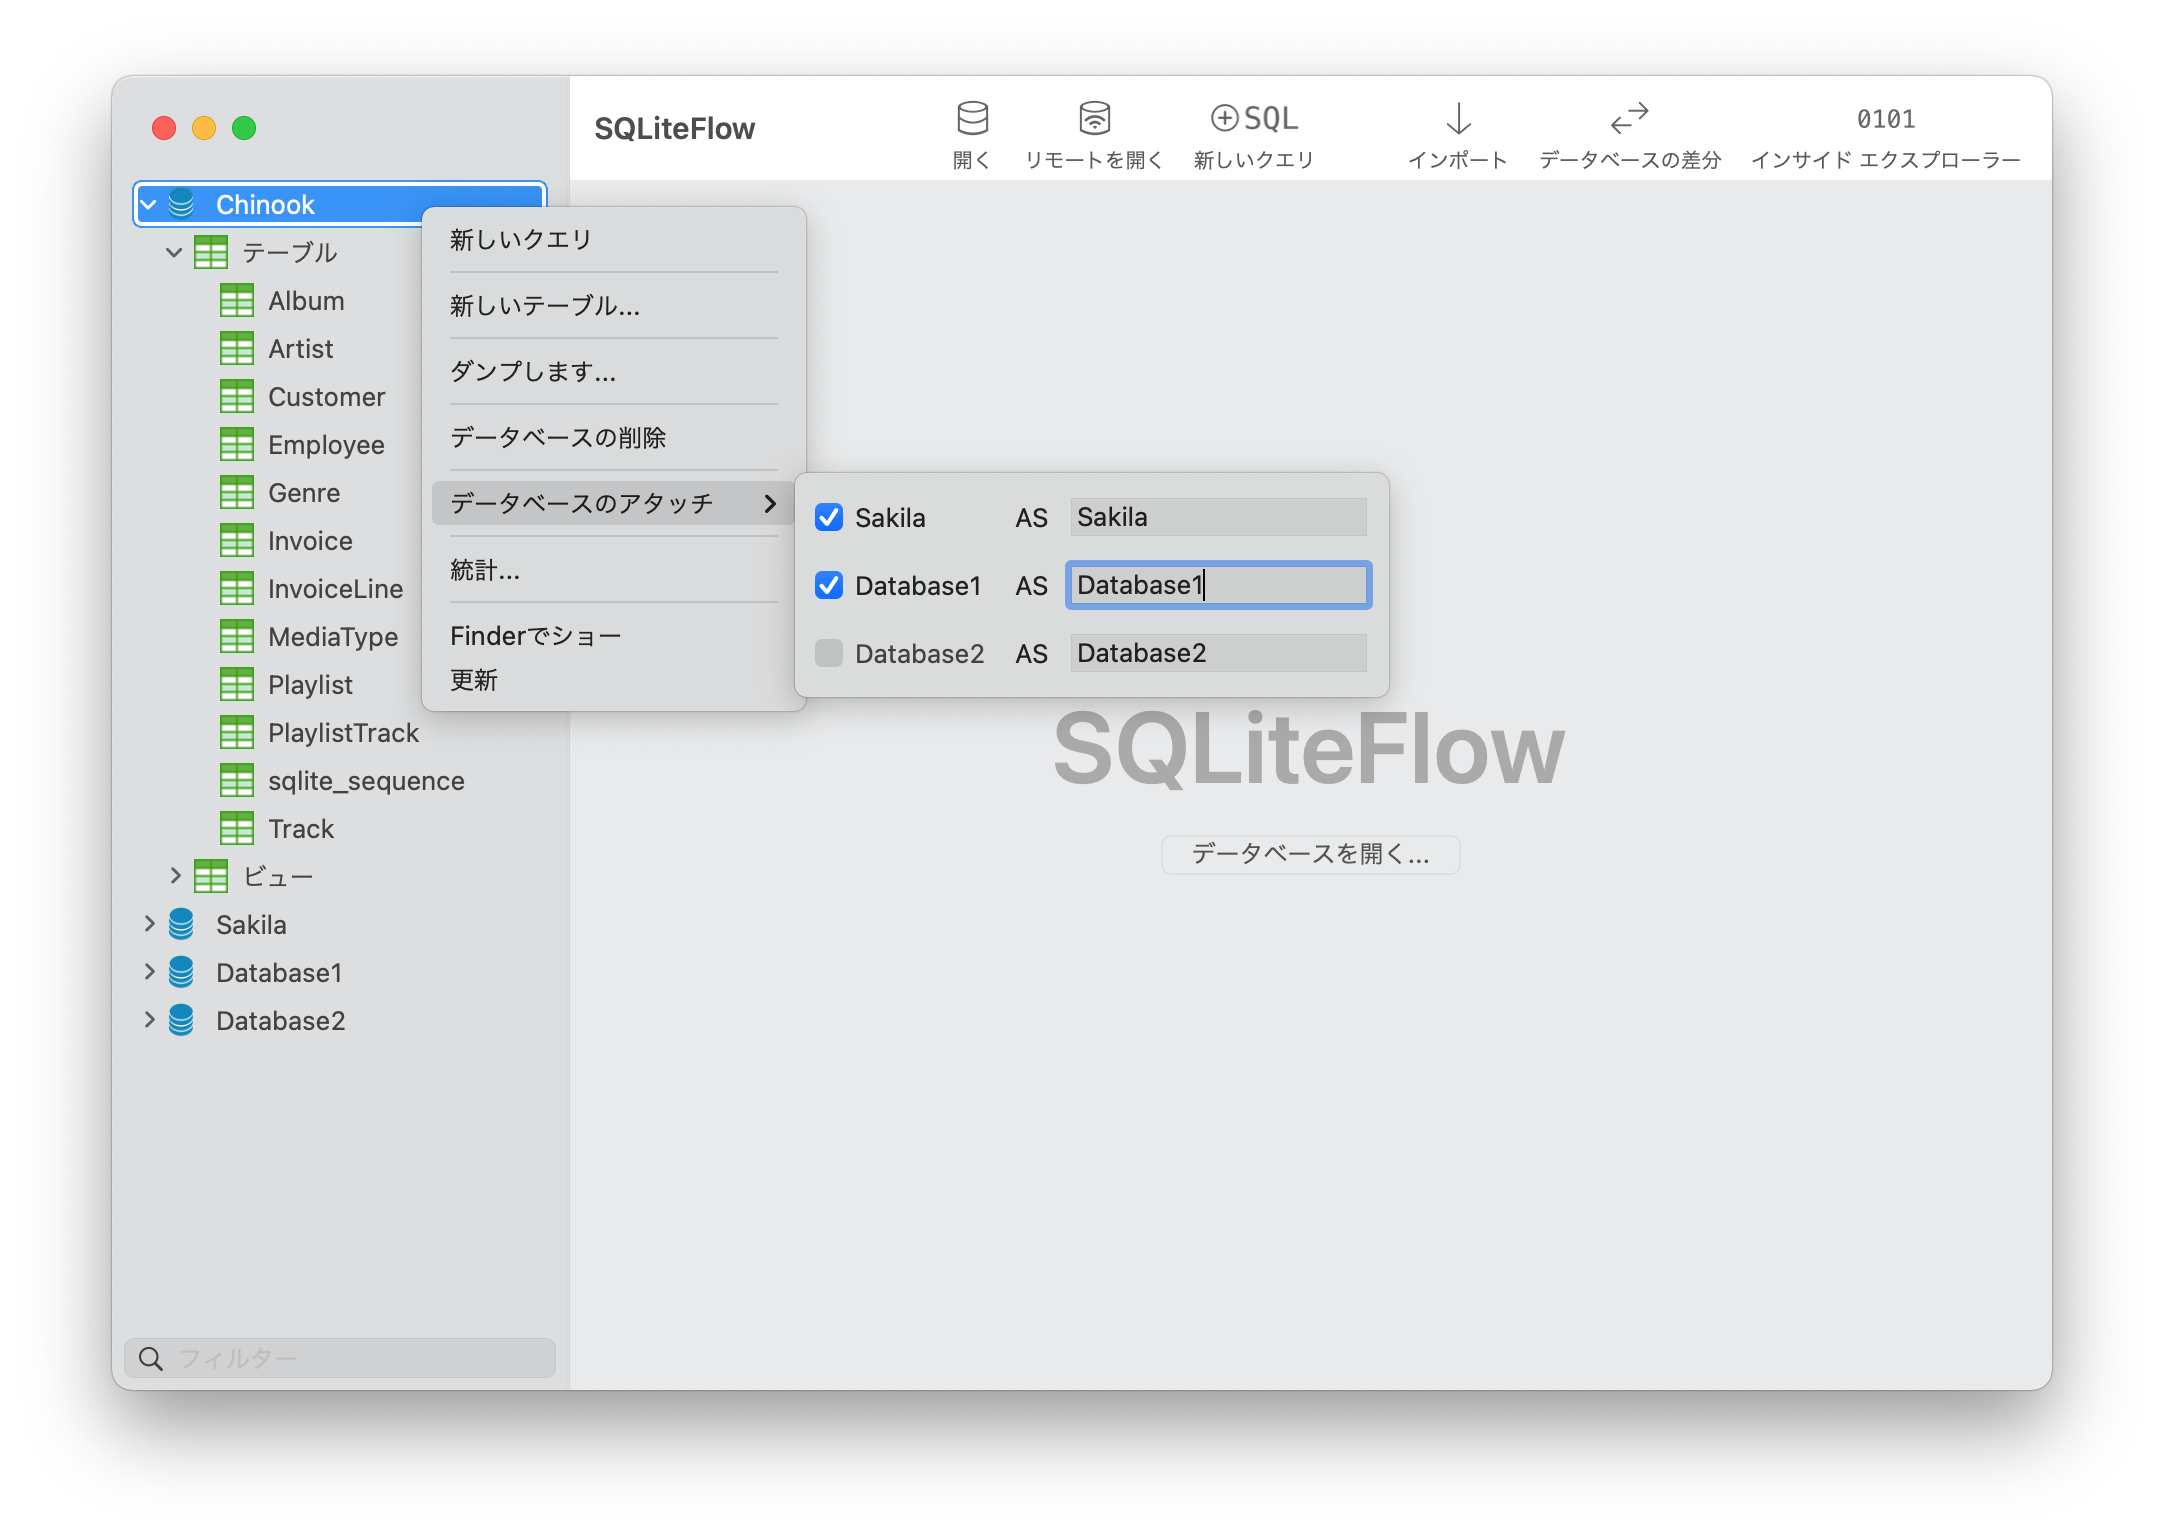 SQLiteFlow
開く
リモートを開く
SQL
新しいクエリ
インポート
データベースの差分
0101
インサイド エクスプローラー
Chinook
テーブル
Album
Artist
Customer
Employee
Genre
Invoice
InvoiceLine
MediaType
Playlist
PlaylistTrack
sqlite_sequence
Track
ビュー
Sakila
Database1
Database2
フィルター
新しいクエリ
新しいテーブル...
ダンプします...
データベースの削除
データベースのアタッチ
統計...
Finderでショー
更新
Sakila AS Sakila
Database1 AS Database1
Database2 AS Database2
SQLiteFlow
データベースを開く...